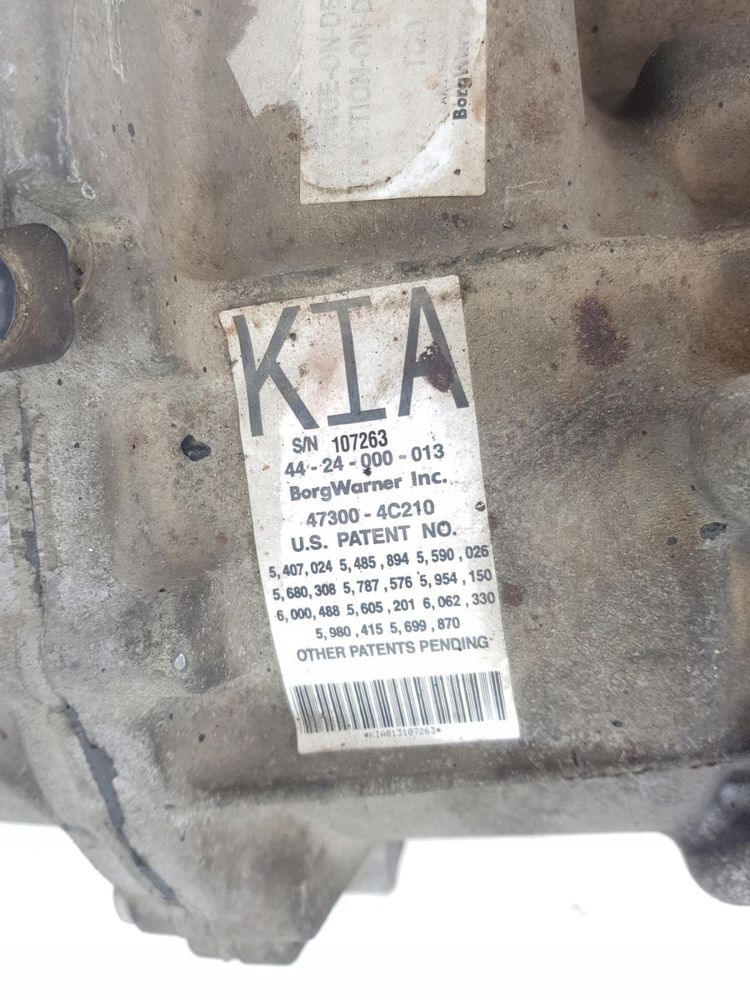 BorgWar
KIA
S/N 107263
44-24-000-013
BorgWarner Inc.
47300-4C210
U.S. PATENT NO.
5,407,024 5,485,894 5,590,026
5,680,308 5,787,576 5,954,150
6,000,488 5,605,201 6,062,330
5,980,415 5,699,870
OTHER PATENTS PENDING
*KIA013107263*